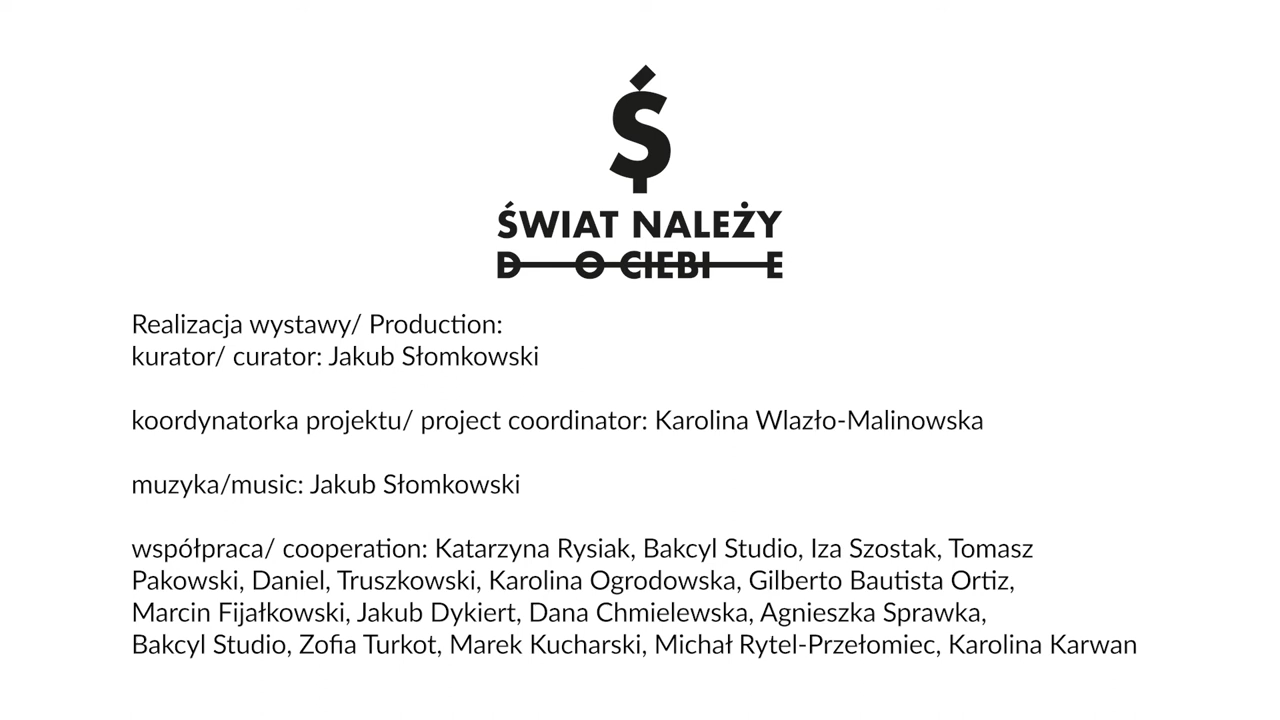 Ś
ŚWIAT NALEŻY
DO CIEBIE
Realizacja wystawy/ Production:
kurator/ curator: Jakub Słomkowski
koordynatorka projektu/ project coordinator: Karolina Wlazło-Malinowska
muzyka/music: Jakub Słomkowski
współpraca/ cooperation: Katarzyna Rysiak, Bakcyl Studio, Iza Szostak, Tomasz
Pakowski, Daniel, Truszkowski, Karolina Ogrodowska, Gilberto Bautista Ortiz,
Marcin Fijałkowski, Jakub Dykiert, Dana Chmielewska, Agnieszka Sprawka,
Bakcyl Studio, Zofia Turkot, Marek Kucharski, Michał Rytel-Przełomiec, Karolina Karwan